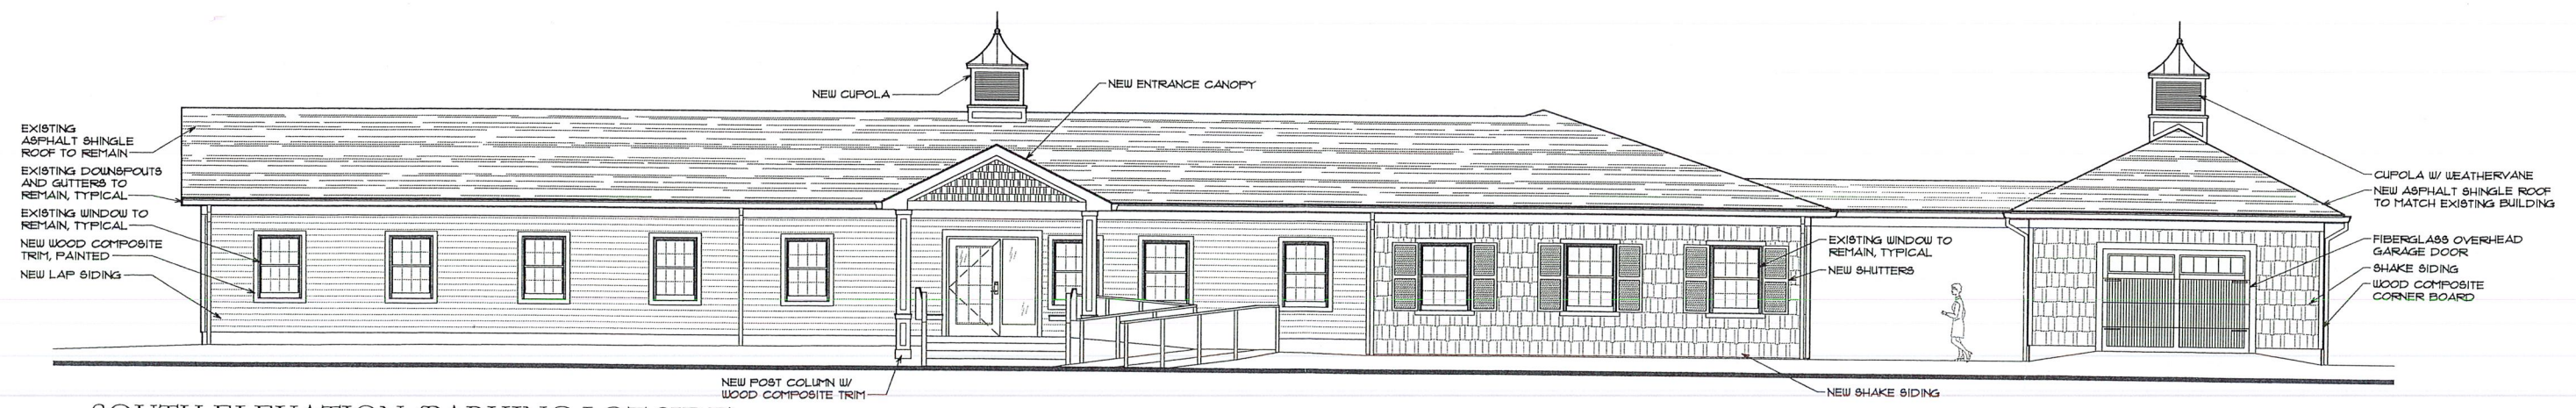 NEW CUPOLA
NEW ENTRANCE CANOPY
EXISTING
ASPHALT SHINGLE
ROOF TO REMAIN
EXISTING DOWNSPOUTS
AND GUTTERS TO
REMAIN, TYPICAL
EXISTING WINDOW TO
REMAIN, TYPICAL
NEW WOOD COMPOSITE
TRIM, PAINTED
NEW LAP SIDING
CUPOLA W/ WEATHERVANE
NEW ASPHALT SHINGLE ROOF
TO MATCH EXISTING BUILDING
EXISTING WINDOW TO
REMAIN, TYPICAL
NEW SHUTTERS
FIBERGLASS OVERHEAD
GARAGE DOOR
SHAKE SIDING
WOOD COMPOSITE
CORNER BOARD
NEW POST COLUMN W/
WOOD COMPOSITE TRIM
NEW SHAKE SIDING
SOUTH ELEVATION